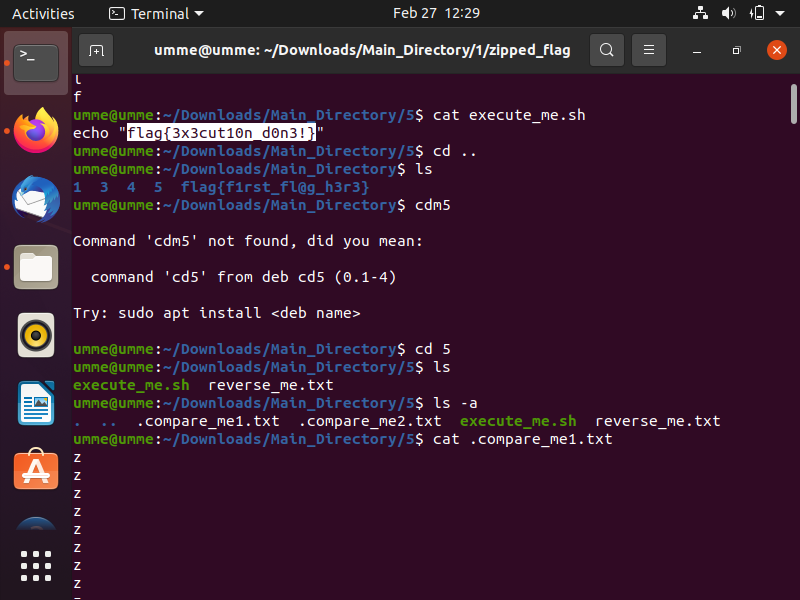 Activities Terminal Feb 27 12:29
umme@umme: ~/Downloads/Main_Directory/1/zipped_flag
>_
l
f
umme@umme:~/Downloads/Main_Directory/5$ cat execute_me.sh
echo "flag{3x3cut10n_d0n3!}"
umme@umme:~/Downloads/Main_Directory/5$ cd ..
umme@umme:~/Downloads/Main_Directory$ ls
1 3 4 5 flag{f1rst_fl@g_h3r3}
umme@umme:~/Downloads/Main_Directory$ cdm5
Command 'cdm5' not found, did you mean:
command 'cd5' from deb cd5 (0.1-4)
Try: sudo apt install <deb name>
umme@umme:~/Downloads/Main_Directory$ cd 5
umme@umme:~/Downloads/Main_Directory/5$ ls
execute_me.sh reverse_me.txt
umme@umme:~/Downloads/Main_Directory/5$ ls -a
. .. .compare_me1.txt .compare_me2.txt execute_me.sh reverse_me.txt
umme@umme:~/Downloads/Main_Directory/5$ cat .compare_me1.txt
z
z
z
z
z
z
z
z